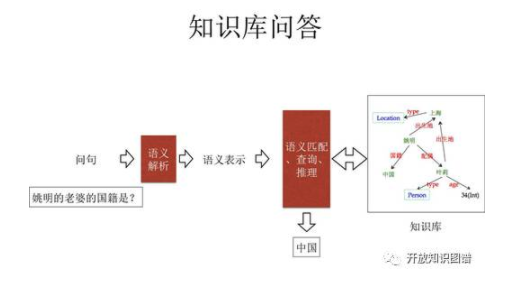 知识库问答
问句
语义
解析
语义表示
语义匹配
、查询、
推理
姚明的老婆的国籍是？
中国
type
上海
Location
出生地
姚明
出生地
国籍
配偶
中国
叶莉
type
age
Person
34(Int)
知识库
开放知识图谱